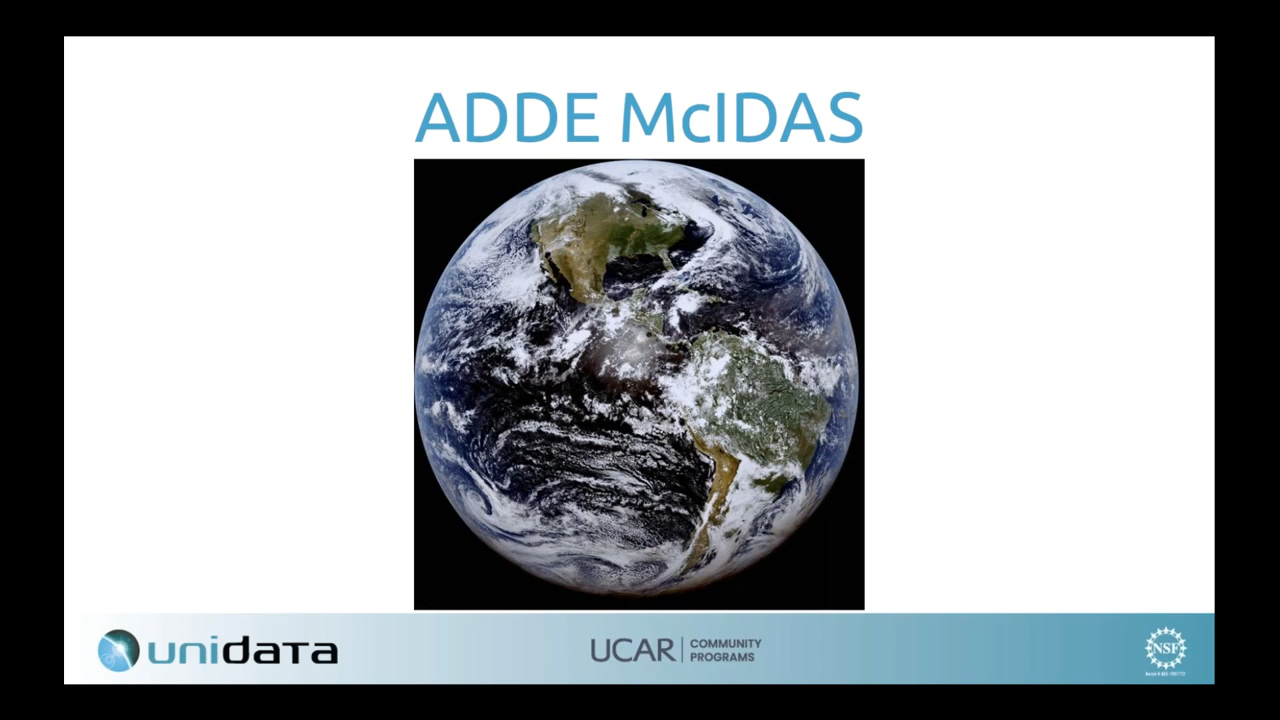 ADDE McIDAS
unidata
UCAR
COMMUNITY
PROGRAMS
NSF